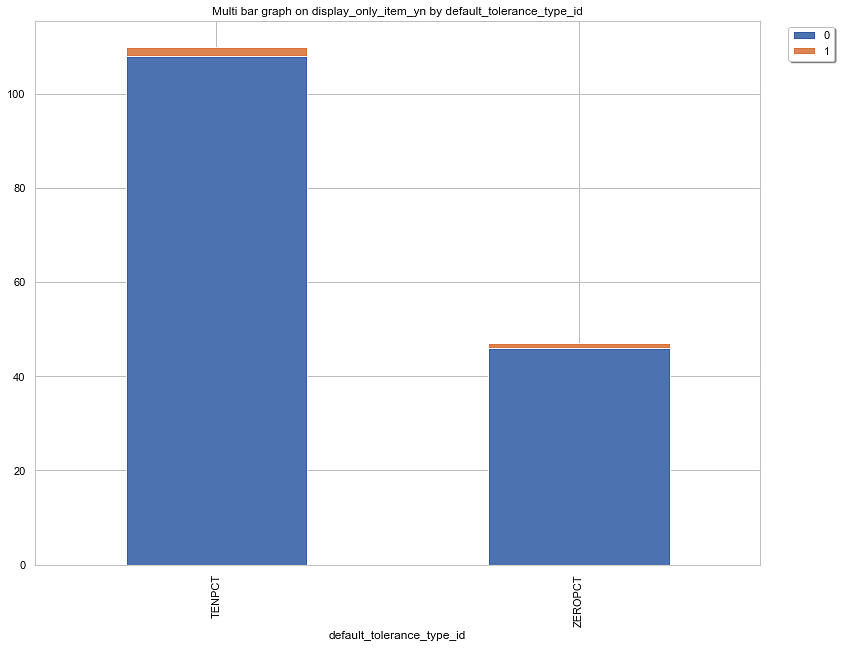 Multi bar graph on display_only_item_yn by default_tolerance_type_id
0
1
100
80
60
40
20
0
TENPCT
ZEROPCT
default_tolerance_type_id